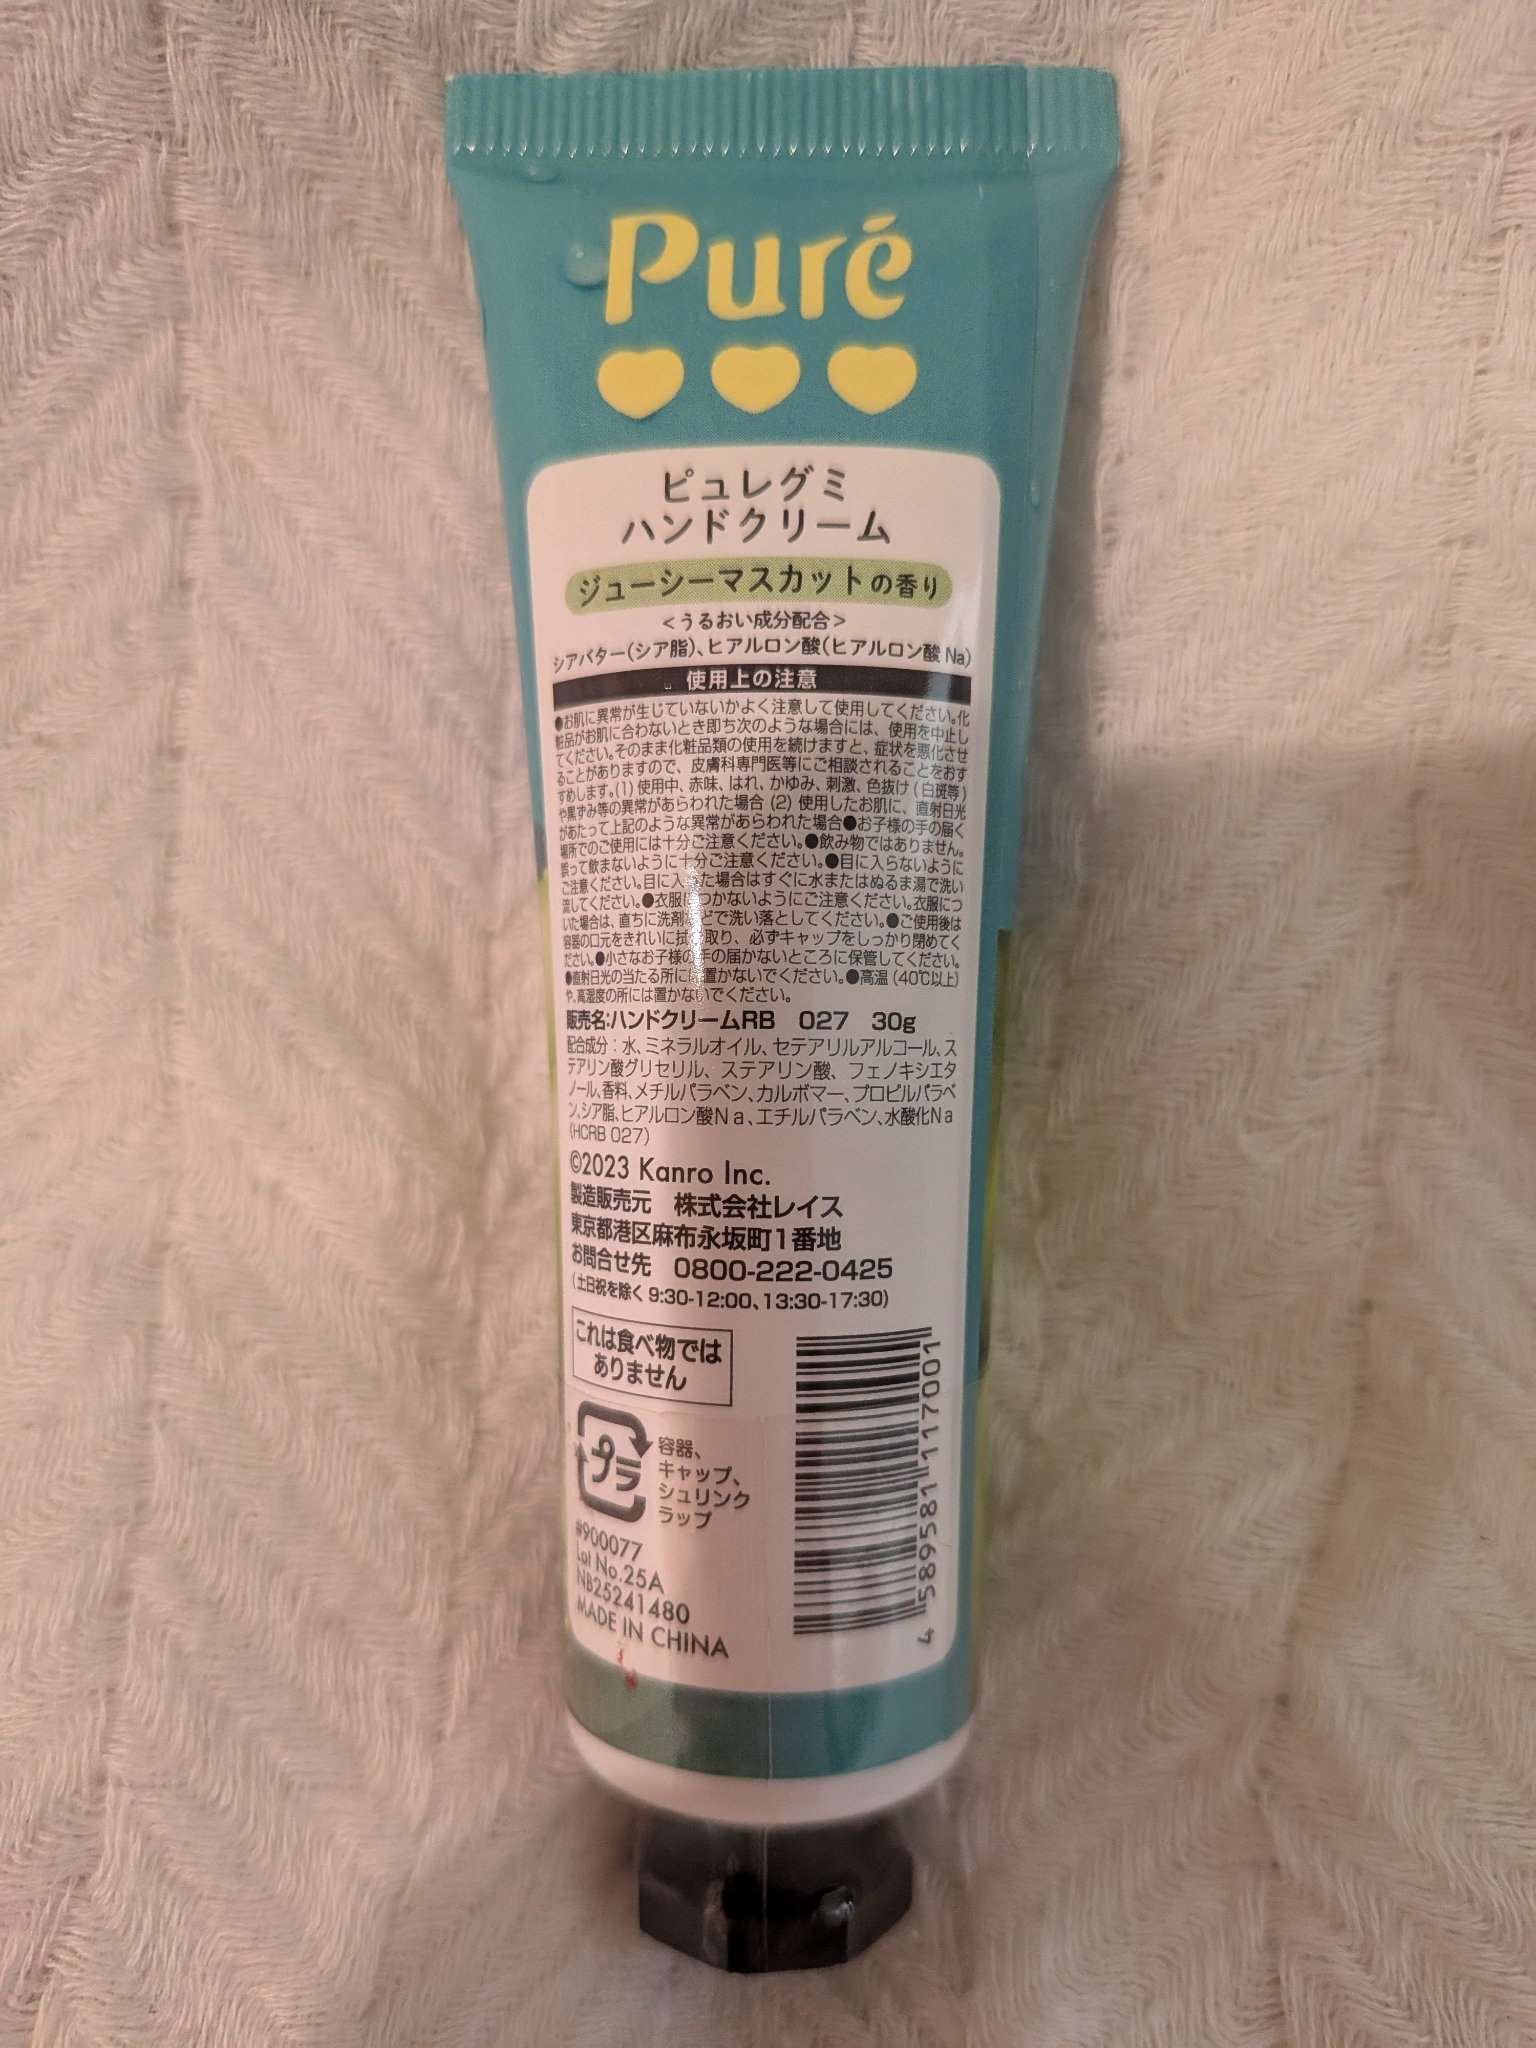 Puré
ピュレグミ
ハンドクリーム
ジューシーマスカットの香り
<うるおい成分配合>
シアバター(シア脂)、ヒアルロン酸(ヒアルロン酸Na)
使用上の注意
●お肌に異常が生じていないかよく注意して使用してください。化
粧品がお肌に合わないとき即ち次のような場合には、使用を中止し
てください。そのまま化粧品類の使用を続けますと、症状を悪化させ
ることがありますので、皮膚科専門医等にご相談されることをおす
すめします。(1) 使用中、赤味、はれ、かゆみ、刺激、色抜け(白斑等)
や黒ずみ等の異常があらわれた場合 (2) 使用したお肌に、直射日光
があたって上記のような異常があらわれた場合●お子様の手の届く
場所でのご使用には十分ご注意ください。●飲み物ではありません。
誤って飲まないように十分ご注意ください。●目に入らないように
ご注意ください。目に入った場合はすぐに水またはぬるま湯で洗い
流してください。●衣服につかないようにご注意ください。衣服につ
いた場合は、直ちに洗剤などで洗い落としてください。●ご使用後は
容器の口元をきれいに拭き取り、必ずキャップをしっかり閉めてく
ださい。●小さなお子様の手の届かないところに保管してください。
●直射日光の当たる所には置かないでください。●高温(40℃以上)
や、高湿度の所には置かないでください。
販売名:ハンドクリームRB 027 30g
配合成分:水、ミネラルオイル、セテアリルアルコール、ス
テアリン酸グリセリル、ステアリン酸、フェノキシエタ
ノール、香料、メチルパラベン、カルボマー、プロピルパラベ
ン、シア脂、ヒアルロン酸Na、エチルパラベン、水酸化Na
(HCRB 027)
©2023 Kanro Inc.
製造販売元 株式会社レイス
東京都港区麻布永坂町1番地
お問合せ先 0800-222-0425
(土日祝を除く 9:30-12:00、13:30-17:30)
これは食べ物では
ありません
プラ
容器、
キャップ、
シュリンク
ラップ
#900077
Lot No.25A
NB25241480
MADE IN CHINA
4 589581 117001